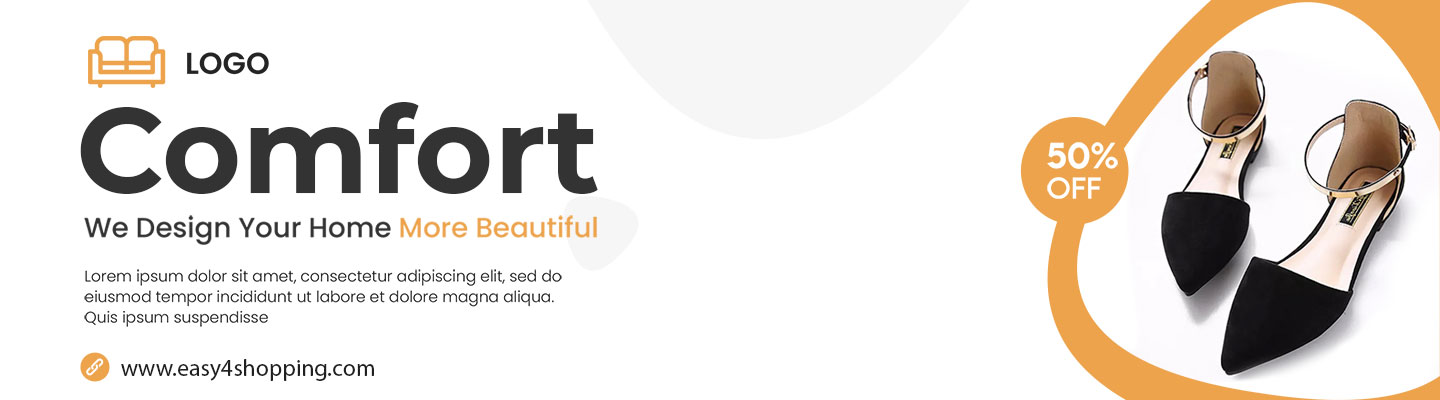 LOGO
Comfort
We Design Your Home More Beautiful
Lorem ipsum dolor sit amet, consectetur adipiscing elit, sed do
eiusmod tempor incididunt ut labore et dolore magna aliqua.
Quis ipsum suspendisse
www.easy4shopping.com
50%
OFF